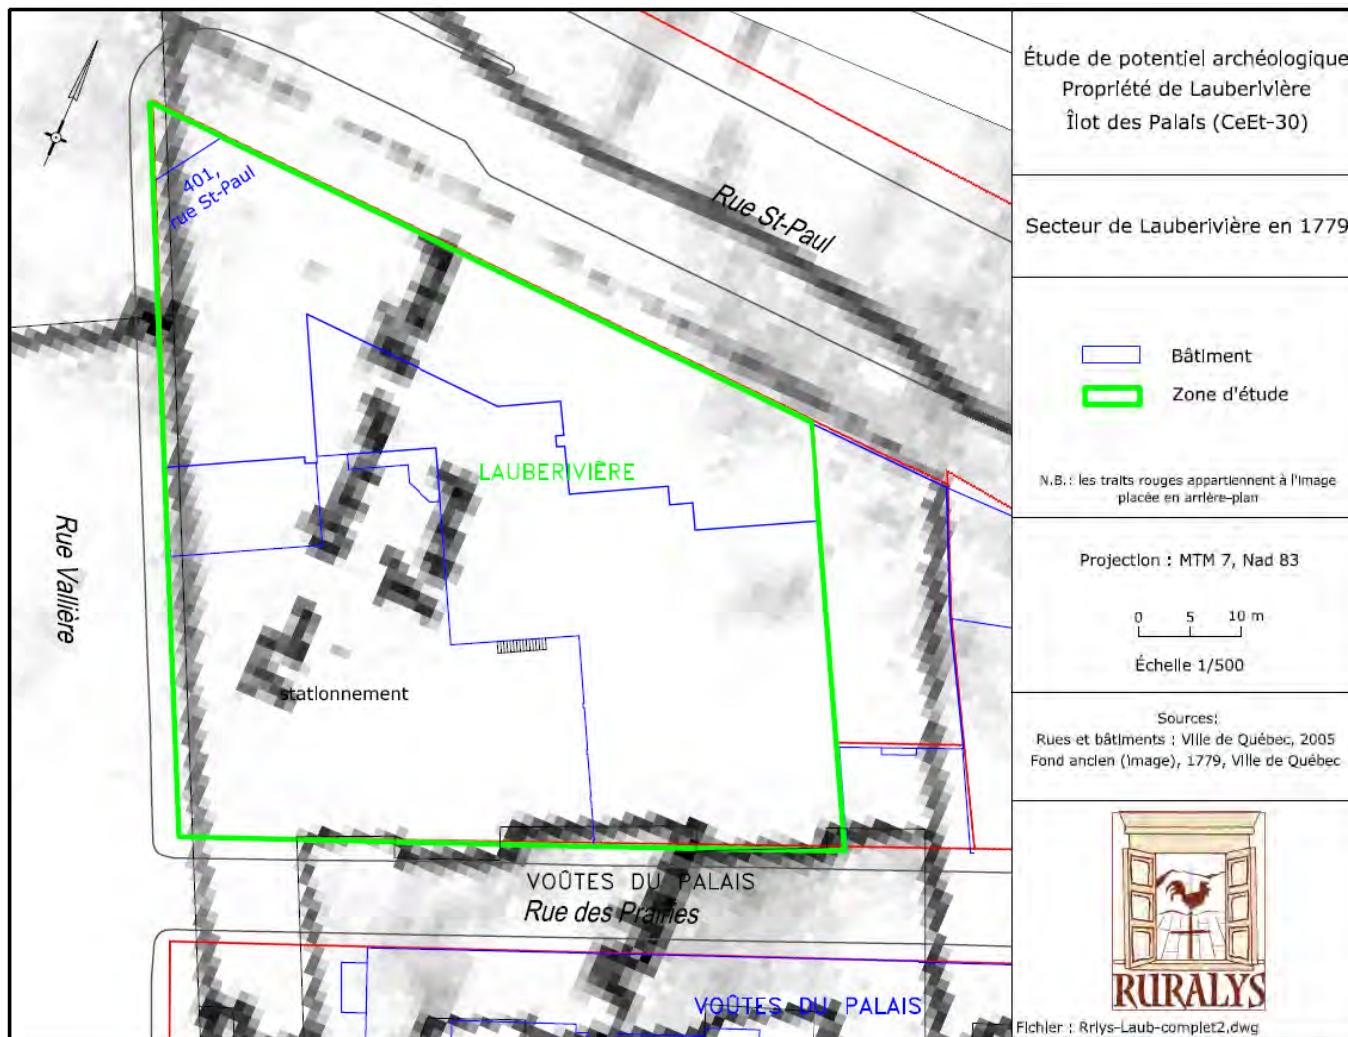 401,
rue St-Paul
Rue St-Paul
LAUBERIVIÈRE
Rue Vallière
stationnement
VOÛTES DU PALAIS
Rue des Prairies
VOÛTES DU PALAIS
Étude de potentiel archéologique
Propriété de Lauberivière
Îlot des Palais (CeEt-30)
Secteur de Lauberivière en 1779
Bâtiment
Zone d'étude
N.B.: les traits rouges appartiennent à l'image
placée en arrière-plan
Projection : MTM 7, Nad 83
0 5 10 m
Échelle 1/500
Sources:
Rues et bâtiments : Ville de Québec, 2005
Fond ancien (image), 1779, Ville de Québec
RURALYS
Fichier : Rrlys-Laub-complet2.dwg